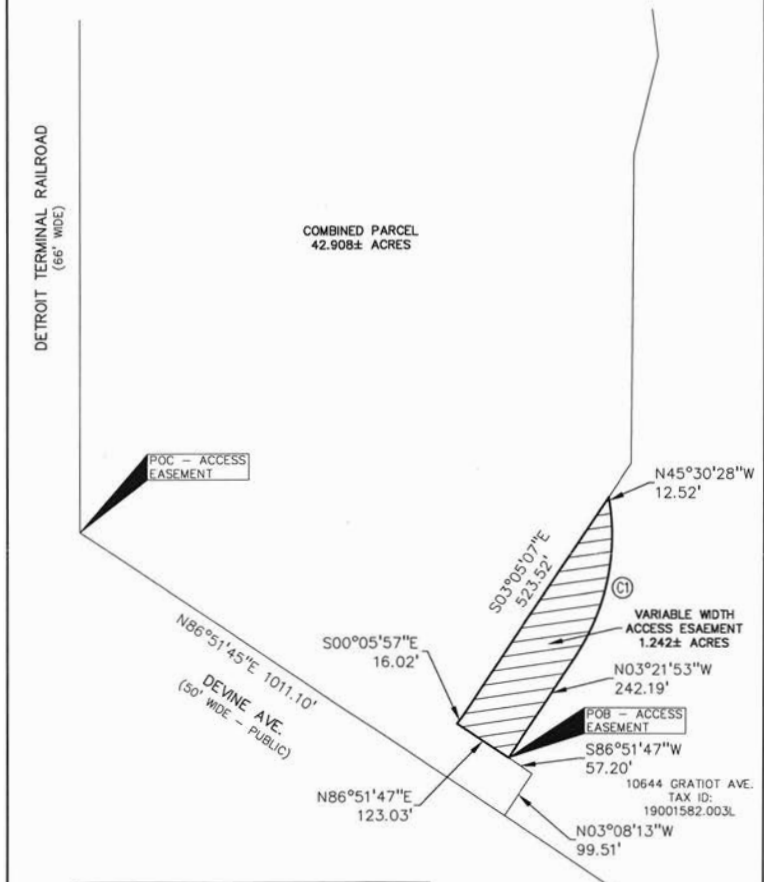 DETROIT TERMINAL RAILROAD
(66' WIDE)
COMBINED PARCEL
42.908± ACRES
POC – ACCESS
EASEMENT
N45°30'28"W
12.52'
S03°05'07"E
523.52'
C1
VARIABLE WIDTH
ACCESS ESAEMENT
1.242± ACRES
S00°05'57"E
16.02'
N86°51'45"E 1011.10'
DEVINE AVE.
(50' WIDE – PUBLIC)
N03°21'53"W
242.19'
POB – ACCESS
EASEMENT
S86°51'47"W
57.20'
10644 GRATIOT AVE.
TAX ID:
19001582.003L
N86°51'47"E
123.03'
N03°08'13"W
99.51'